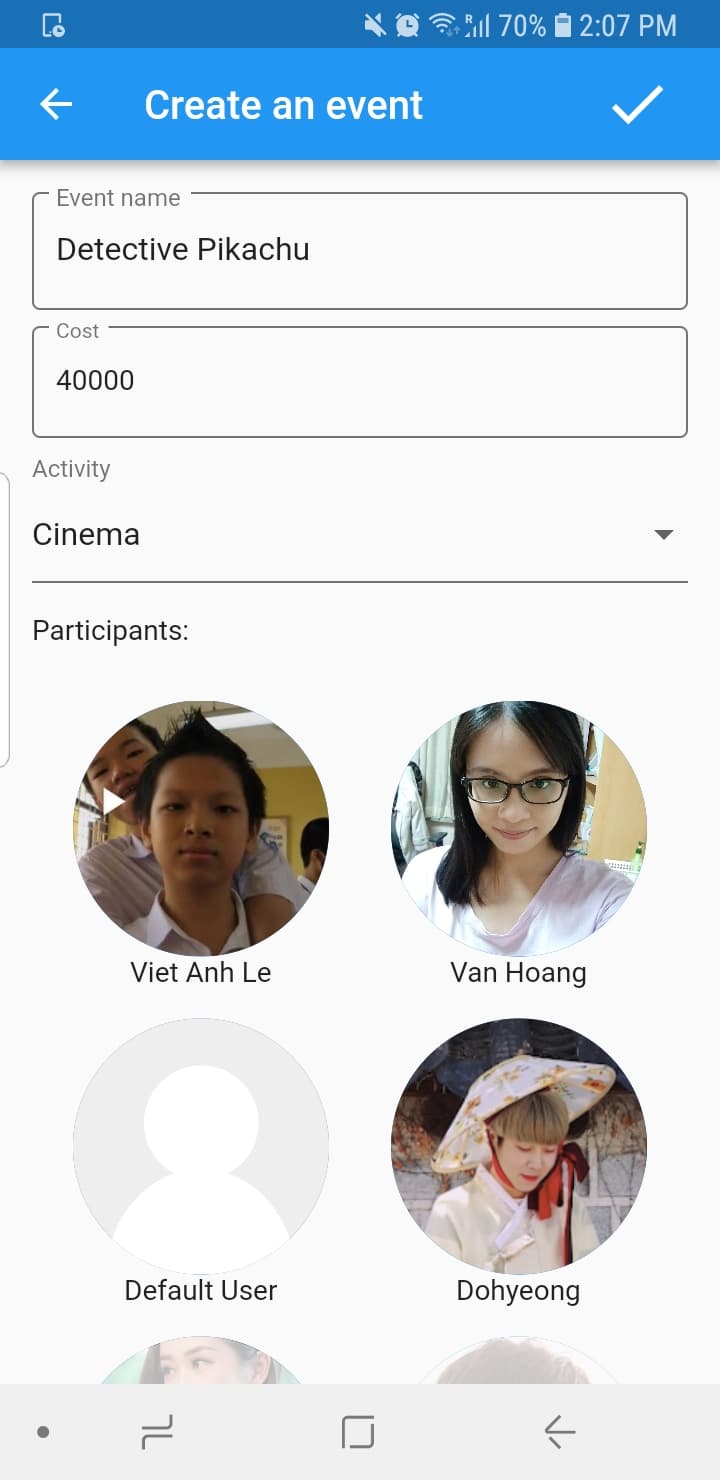 70% 2:07 PM
Create an event
Event name
Detective Pikachu
Cost
40000
Activity
Cinema
Participants:
Viet Anh Le
Van Hoang
Default User
Dohyeong